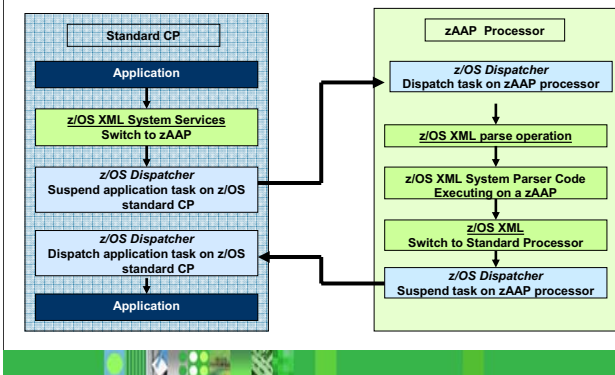 Standard CP
Application
z/OS XML System Services
Switch to zAAP
z/OS Dispatcher
Suspend application task on z/OS
standard CP
z/OS Dispatcher
Dispatch application task on z/OS
standard CP
Application
zAAP Processor
z/OS Dispatcher
Dispatch task on zAAP processor
z/OS XML parse operation
z/OS XML System Parser Code
Executing on a zAAP
z/OS XML
Switch to Standard Processor
z/OS Dispatcher
Suspend task on zAAP processor